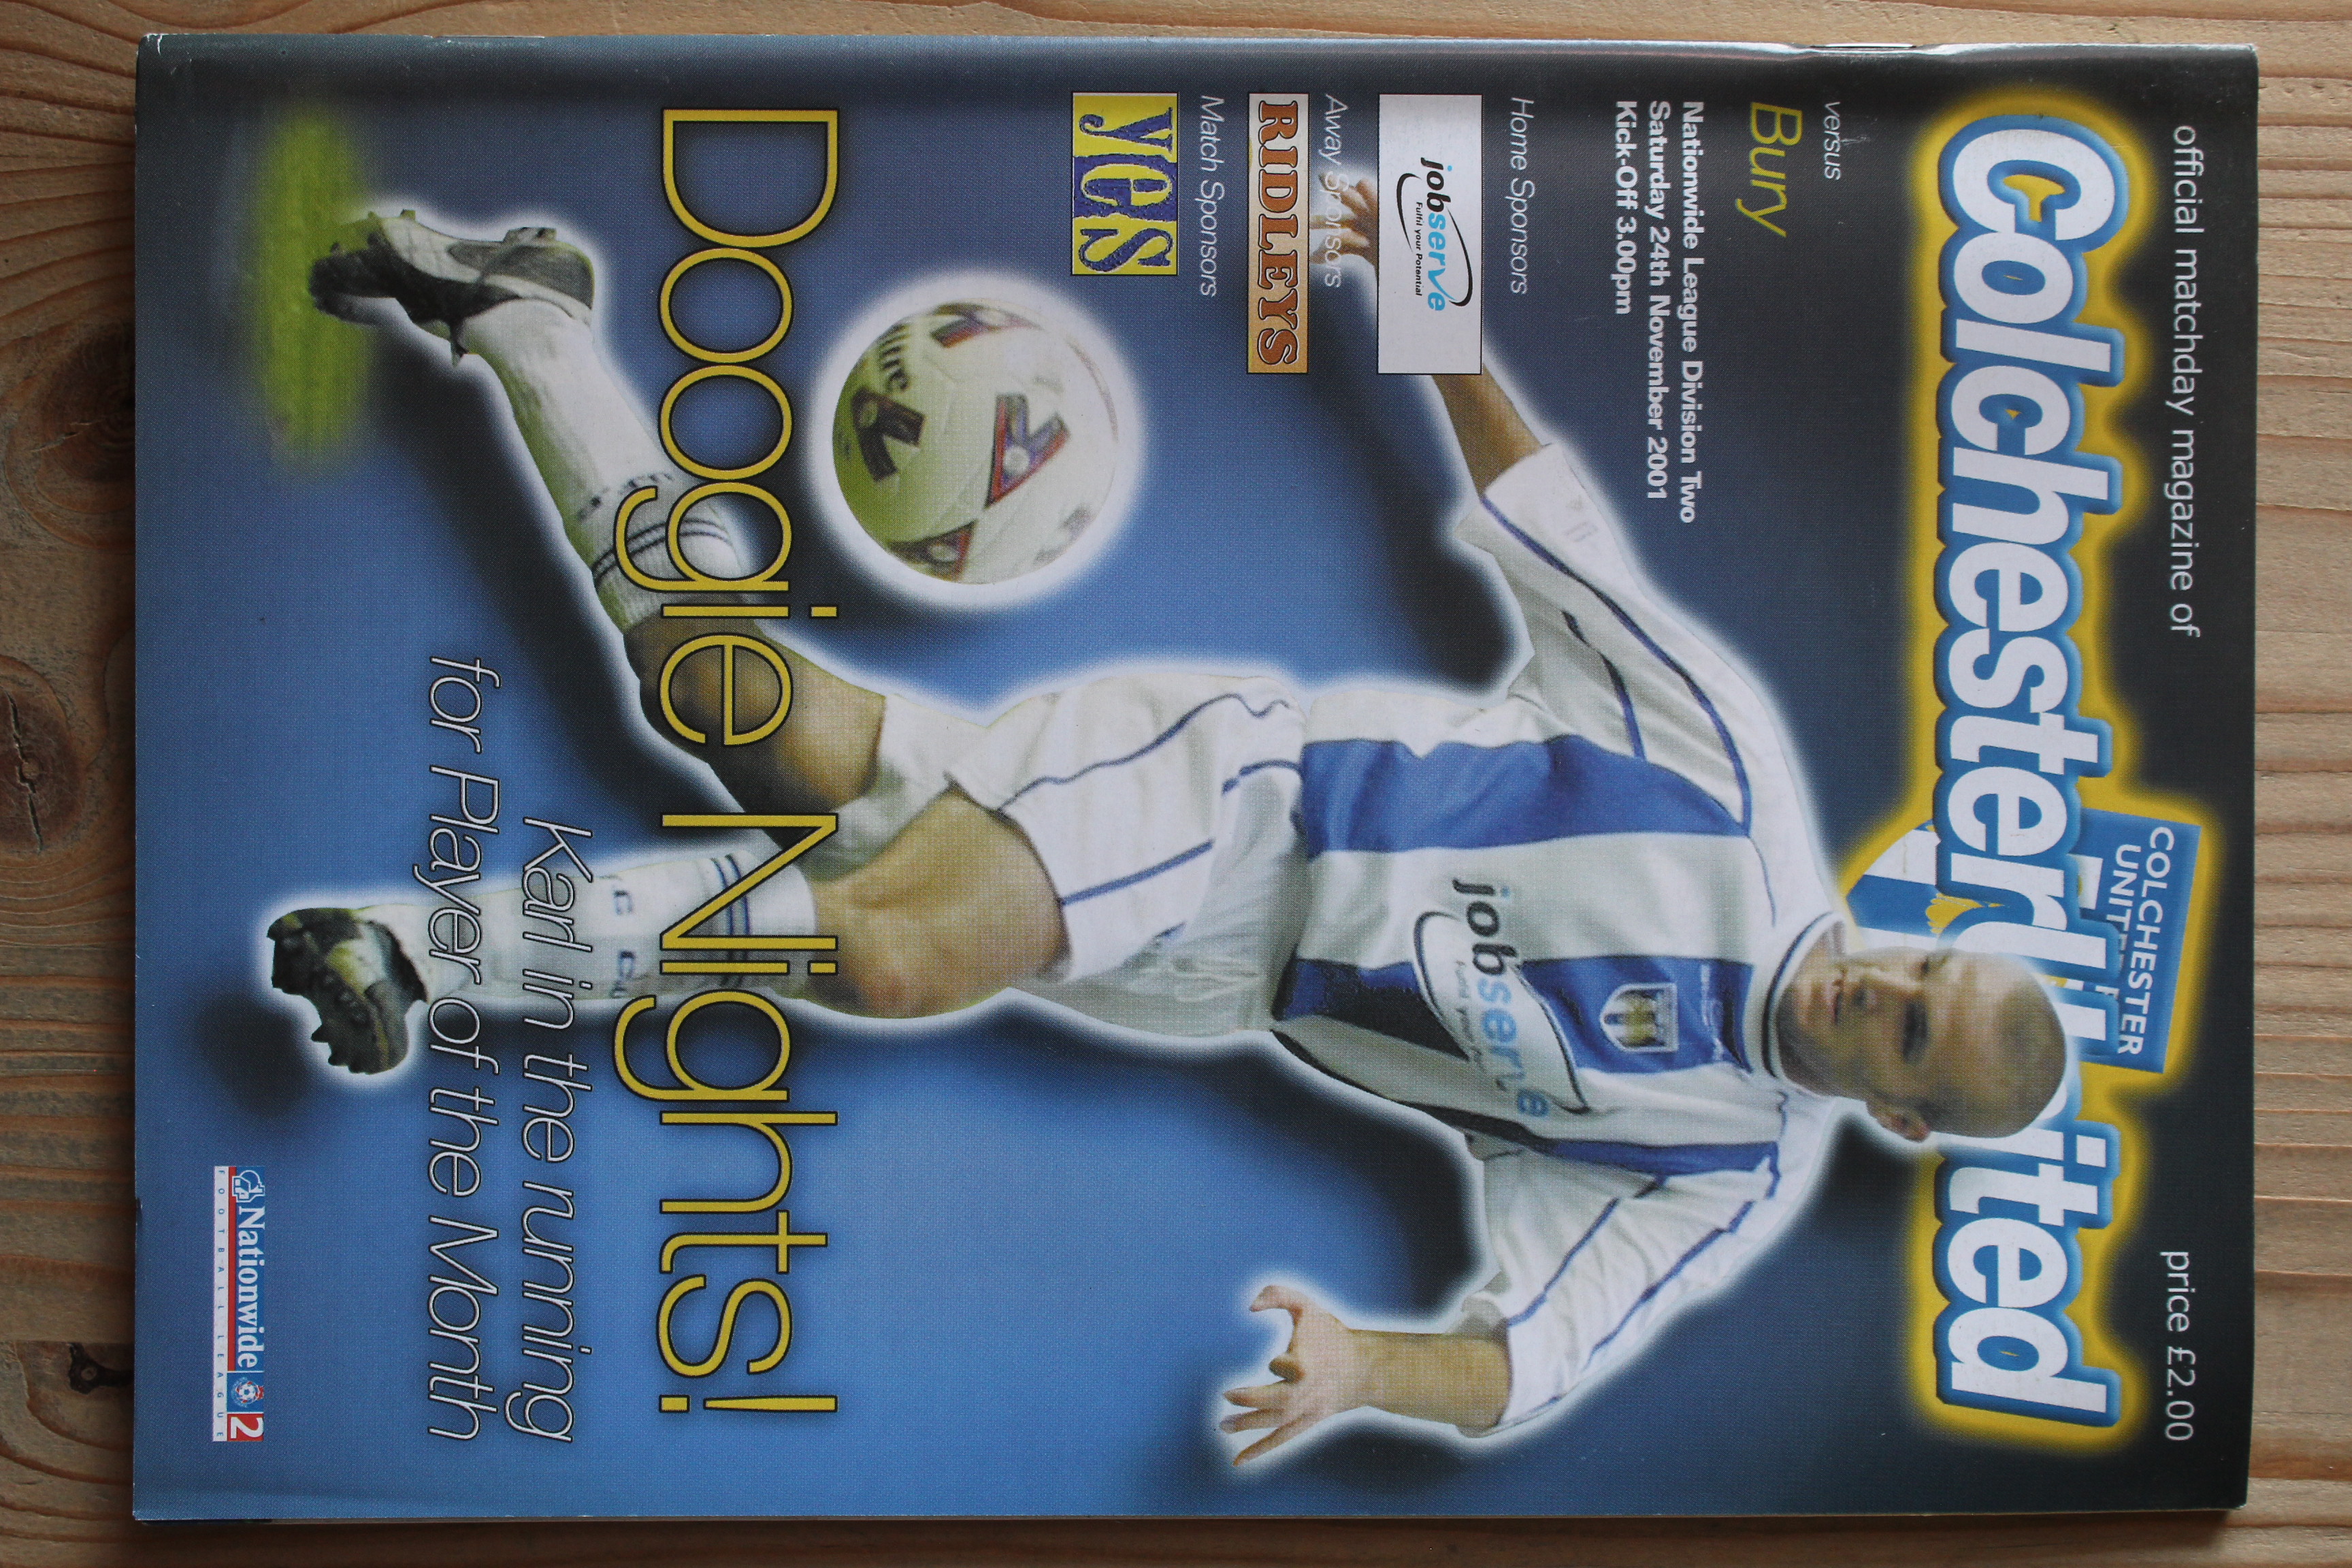 official matchday magazine of
price £2.00
COLCHESTER
UNITE
Colchester United
versus
Bury
Nationwide League Division Two
Saturday 24th November 2001
Kick-Off 3.00pm
Home Sponsors
jobserve
Fulfil your Potential
Away Sponsors
RIDLEYS
Match Sponsors
YCS
jobserve
Doogie Nights!
Karl in the running
for Player of the Month
Nationwide 2
FOOTBALL LEAGUE